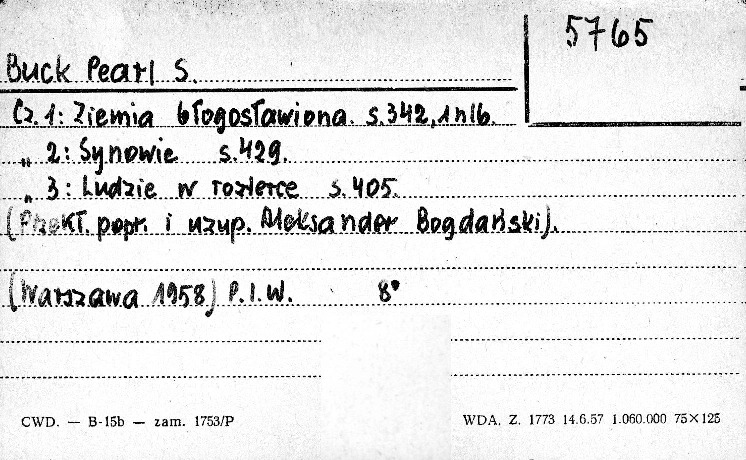 5765
Buck Pearl S.
Cz. 1: Ziemia błogosławiona. s.342, 1 nlb.
„ 2: Synowie s.429.
„ 3: Ludzie w rozterce s.405.
(Przekł. popr. i uzup. Aleksander Bogdański).
(Warszawa 1958) P.I.W. 8°
CWD. — B-15b — zam. 1753/P
WDA. Z. 1773 14.6.57 1.060.000 75×125